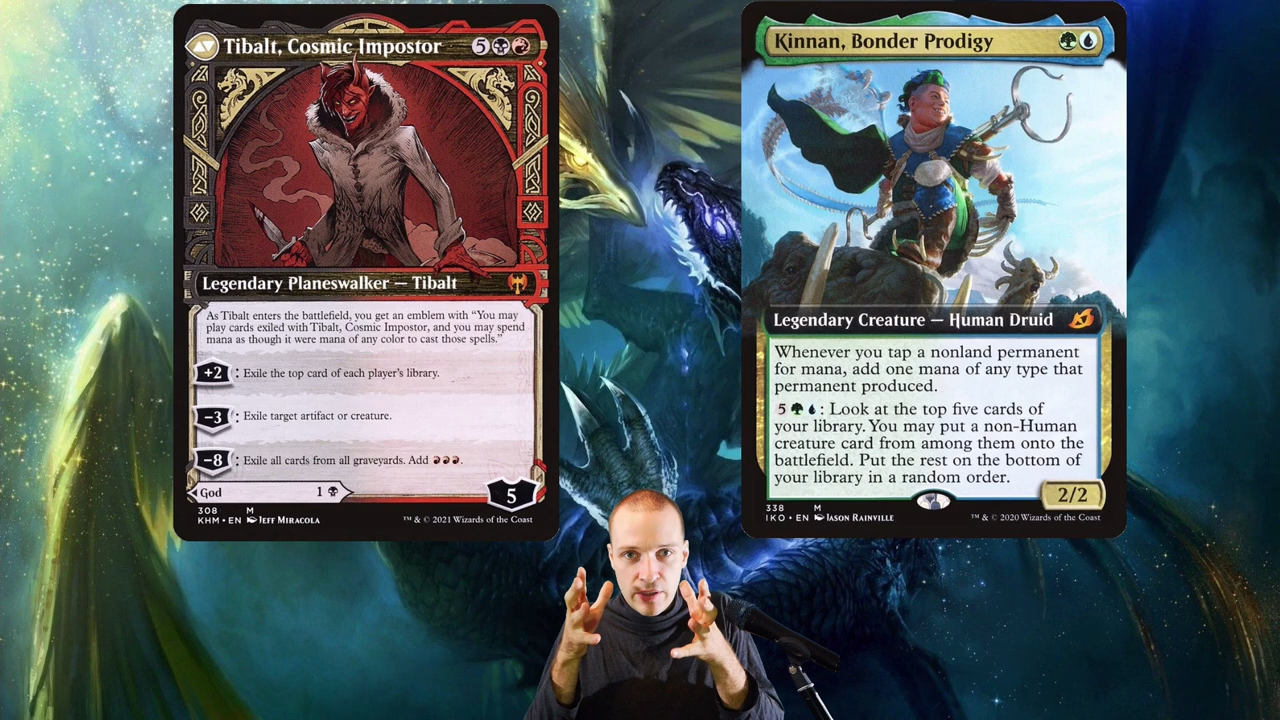 Tibalt, Cosmic Impostor 5
Legendary Planeswalker — Tibalt
As Tibalt enters the battlefield, you get an emblem with “You may
play cards exiled with Tibalt, Cosmic Impostor, and you may spend
mana as though it were mana of any color to cast those spells.”
+2: Exile the top card of each player's library.
−3: Exile target artifact or creature.
−8: Exile all cards from all graveyards. Add
God 1
5
308 M
KHM • EN Jeff Miracola
™ & © 2021 Wizards of the Coast
Kinnan, Bonder Prodigy
Legendary Creature — Human Druid
Whenever you tap a nonland permanent
for mana, add one mana of any type that
permanent produced.
5 : Look at the top five cards of
your library. You may put a non-Human
creature card from among them onto the
battlefield. Put the rest on the bottom of
your library in a random order.
2/2
338 M
IKO • EN Jason Rainville
™ & © 2020 Wizards of the Coast